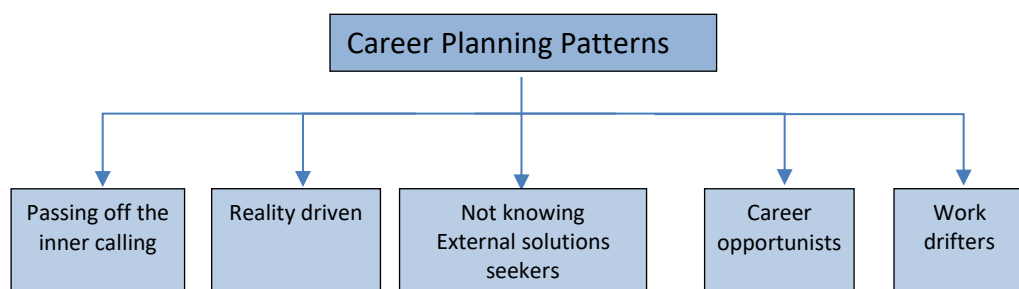 Career Planning Patterns
Passing off the
inner calling
Reality driven
Not knowing
External solutions
seekers
Career
opportunists
Work
drifters